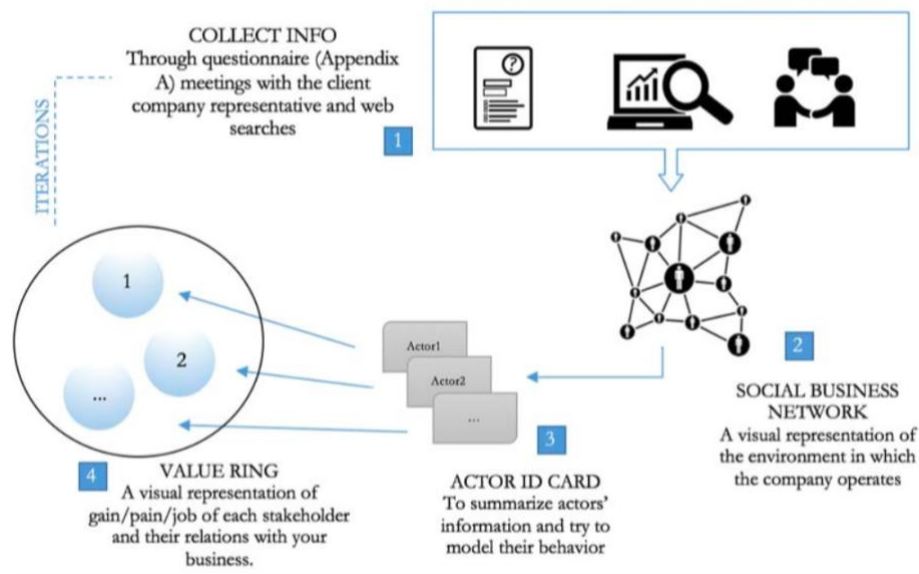 COLLECT INFO
Through questionnaire (Appendix
A) meetings with the client
company representative and web
searches
1
?
ITERATIONS
1
2
...
Actor1
Actor2
...
2
SOCIAL BUSINESS
NETWORK
A visual representation of
the environment in which
the company operates
3
ACTOR ID CARD
To summarize actors'
information and try to
model their behavior
4
VALUE RING
A visual representation of
gain/pain/job of each stakeholder
and their relations with your
business.